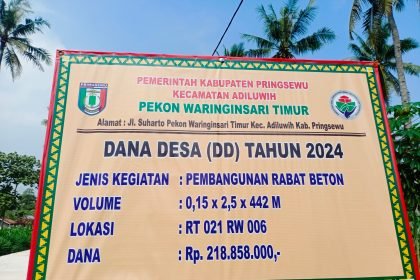 PEMERINTAH KABUPATEN PRINGSEWU
KECAMATAN ADILUWIH
PEKON WARINGINSARI TIMUR
Alamat : Jl. Suharto Pekon Waringinsari Timur Kec. Adiluwih Kab. Pringsewu
DANA DESA (DD) TAHUN 2024
JENIS KEGIATAN : PEMBANGUNAN RABAT BETON
VOLUME : 0,15 x 2,5 x 442 M
LOKASI : RT 021 RW 006
DANA : Rp. 218.858.000,-